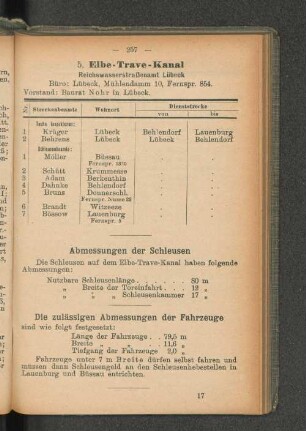 — 257 —
5. Elbe-Trave-Kanal
Reichswasserstraßenamt Lübeck
Büro: Lübeck, Mühlendamm 10, Fernspr. 854.
Vorstand: Baurat Nehr in Lübeck.
Streckenbeamte Wohnort Dienststrecke
von bis
1 Krüger Lübeck Behlendorf Lauenburg
2 Behrens Lübeck Lübeck Behlendorf
1 Möller Büssau
Fernspr.
2 Schütt Krummesse
3 Adam Berkenthin
4 Dahnke Behlendorf
5 Bruns Donnerschl.
6 Brandt Witzeeze
7 Büssow Lauenburg
Fernspr. 5
Abmessungen der Schleusen
Die Schleusen auf dem Elbe-Trave-Kanal haben folgende
Abmessungen:
Nutzbare Schleusenlänge . . . 80 m
„ Breite der Toreinfahrt . . 12 „
„ „ „ Schleusenkammer 17 „
Die zulässigen Abmessungen der Fahrzeuge
sind wie folgt festgesetzt:
Länge der Fahrzeuge . . . 79,5 m
Breite „ „ . . . 11,6 „
Tiefgang der Fahrzeuge 2,0 „
Fahrzeuge unter 7 m Breite dürfen selbst fahren und
müssen dann Schleusengeld an den Schleusenhebestellen in
Lauenburg und Büssau entrichten.
17